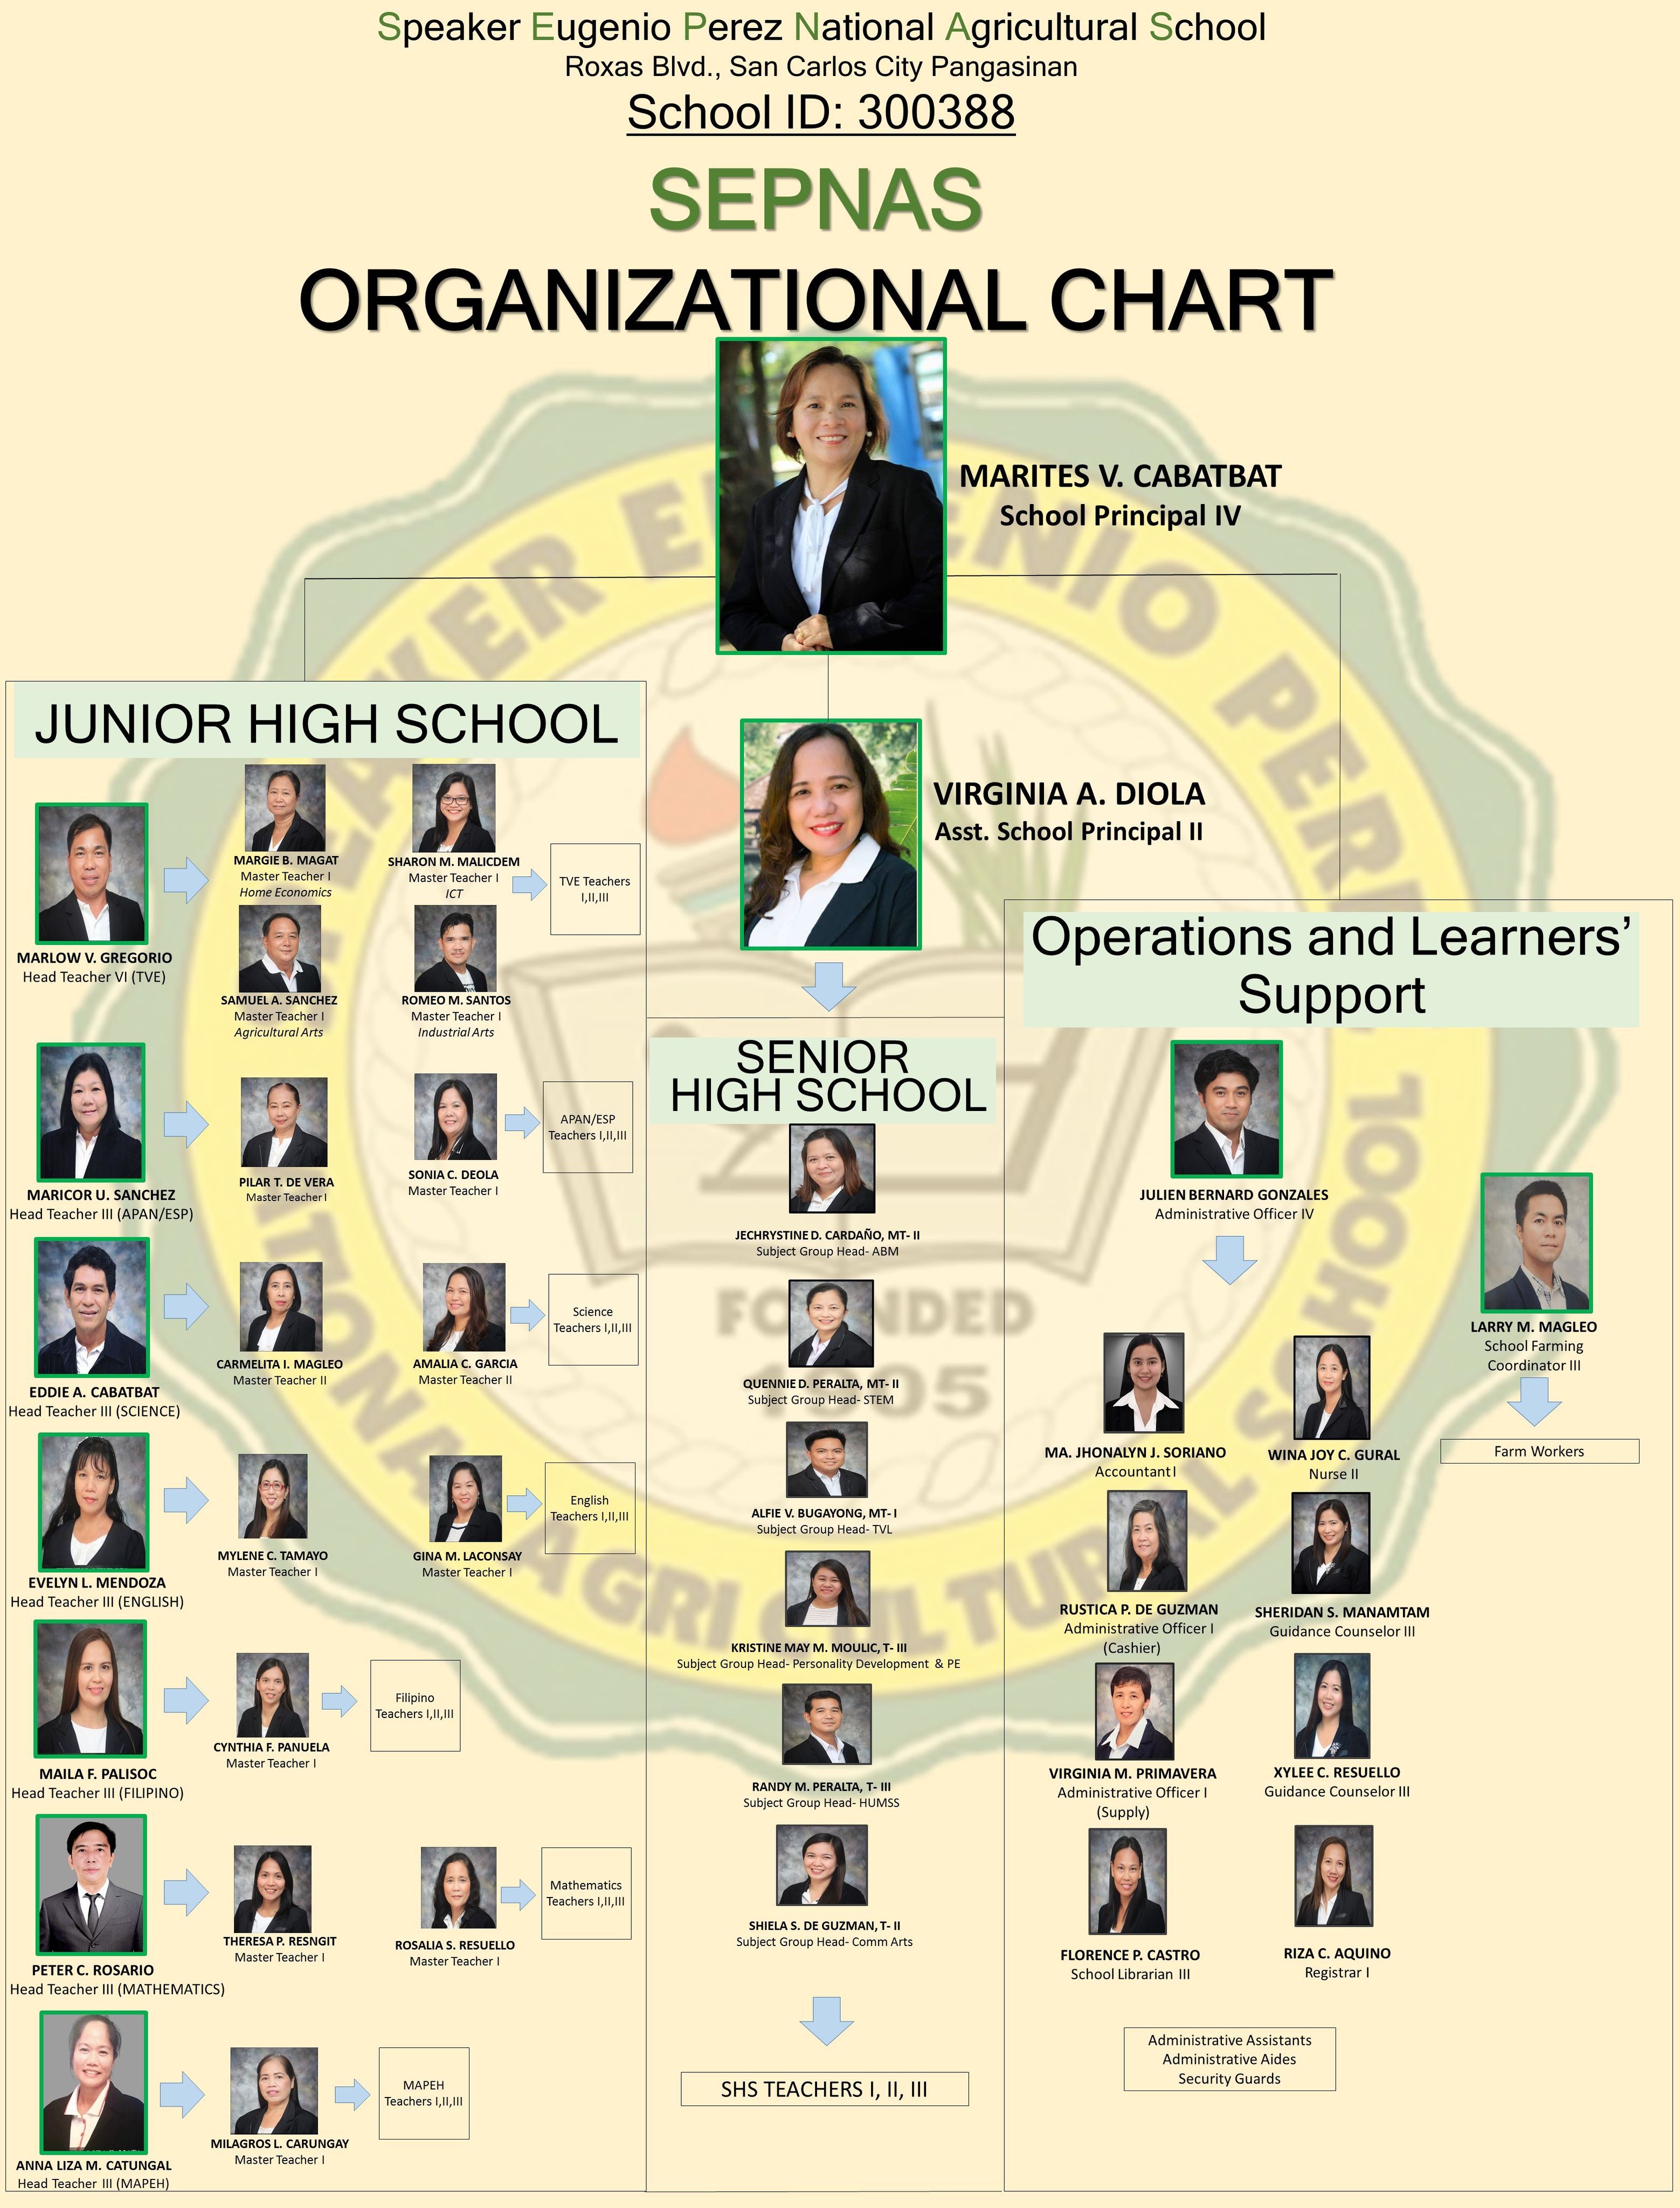 Speaker Eugenio Perez National Agricultural School
Roxas Blvd., San Carlos City Pangasinan
School ID: 300388
SEPNAS
ORGANIZATIONAL CHART
MARITES V. CABATBAT
School Principal IV
VIRGINIA A. DIOLA
Asst. School Principal II
JUNIOR HIGH SCHOOL
MARLOW V. GREGORIO
Head Teacher VI (TVE)
MARGIE B. MAGAT
Master Teacher I
Home Economics
SHARON M. MALICDEM
Master Teacher I
ICT
SAMUEL A. SANCHEZ
Master Teacher I
Agricultural Arts
ROMEO M. SANTOS
Master Teacher I
Industrial Arts
TVE Teachers
I,II,III
MARICOR U. SANCHEZ
Head Teacher III (APAN/ESP)
PILAR T. DE VERA
Master Teacher I
SONIA C. DEOLA
Master Teacher I
APAN/ESP
Teachers I,II,III
EDDIE A. CABATBAT
Head Teacher III (SCIENCE)
CARMELITA I. MAGLEO
Master Teacher II
AMALIA C. GARCIA
Master Teacher II
Science
Teachers I,II,III
EVELYN L. MENDOZA
Head Teacher III (ENGLISH)
MYLENE C. TAMAYO
Master Teacher I
GINA M. LACONSAY
Master Teacher I
English
Teachers I,II,III
MAILA F. PALISOC
Head Teacher III (FILIPINO)
CYNTHIA F. PANUELA
Master Teacher I
Filipino
Teachers I,II,III
PETER C. ROSARIO
Head Teacher III (MATHEMATICS)
THERESA P. RESNGIT
Master Teacher I
ROSALIA S. RESUELLO
Master Teacher I
Mathematics
Teachers I,II,III
ANNA LIZA M. CATUNGAL
Head Teacher III (MAPEH)
MILAGROS L. CARUNGAY
Master Teacher I
MAPEH
Teachers I,II,III
SENIOR
HIGH SCHOOL
JECHRYSTINE D. CARDAÑO, MT- II
Subject Group Head- ABM
QUENNIE D. PERALTA, MT- II
Subject Group Head- STEM
ALFIE V. BUGAYONG, MT- I
Subject Group Head- TVL
KRISTINE MAY M. MOULIC, T- III
Subject Group Head- Personality Development & PE
RANDY M. PERALTA, T- III
Subject Group Head- HUMSS
SHIELA S. DE GUZMAN, T- II
Subject Group Head- Comm Arts
SHS TEACHERS I, II, III
Operations and Learners’
Support
JULIEN BERNARD GONZALES
Administrative Officer IV
MA. JHONALYN J. SORIANO
Accountant I
WINA JOY C. GURAL
Nurse II
RUSTICA P. DE GUZMAN
Administrative Officer I
(Cashier)
SHERIDAN S. MANAMTAM
Guidance Counselor III
VIRGINIA M. PRIMAVERA
Administrative Officer I
(Supply)
XYLEE C. RESUELLO
Guidance Counselor III
FLORENCE P. CASTRO
School Librarian III
RIZA C. AQUINO
Registrar I
Administrative Assistants
Administrative Aides
Security Guards
LARRY M. MAGLEO
School Farming
Coordinator III
Farm Workers